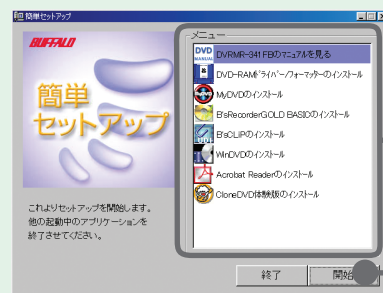 簡単セットアップ
BUFFALO
簡単
セットアップ
これよりセットアップを開始します。
他の起動中のアプリケーションを
終了させてください。
メニュー
DVD
MANUAL
DVRMR-341FBのマニュアルを見る
DVD-RAMドライバー/フォーマッターのインストール
MyDVDのインストール
B'sRecorderGOLD BASICのインストール
B'sCLiPのインストール
WinDVDのインストール
Acrobat Readerのインストール
CloneDVD体験版のインストール
終了
開始